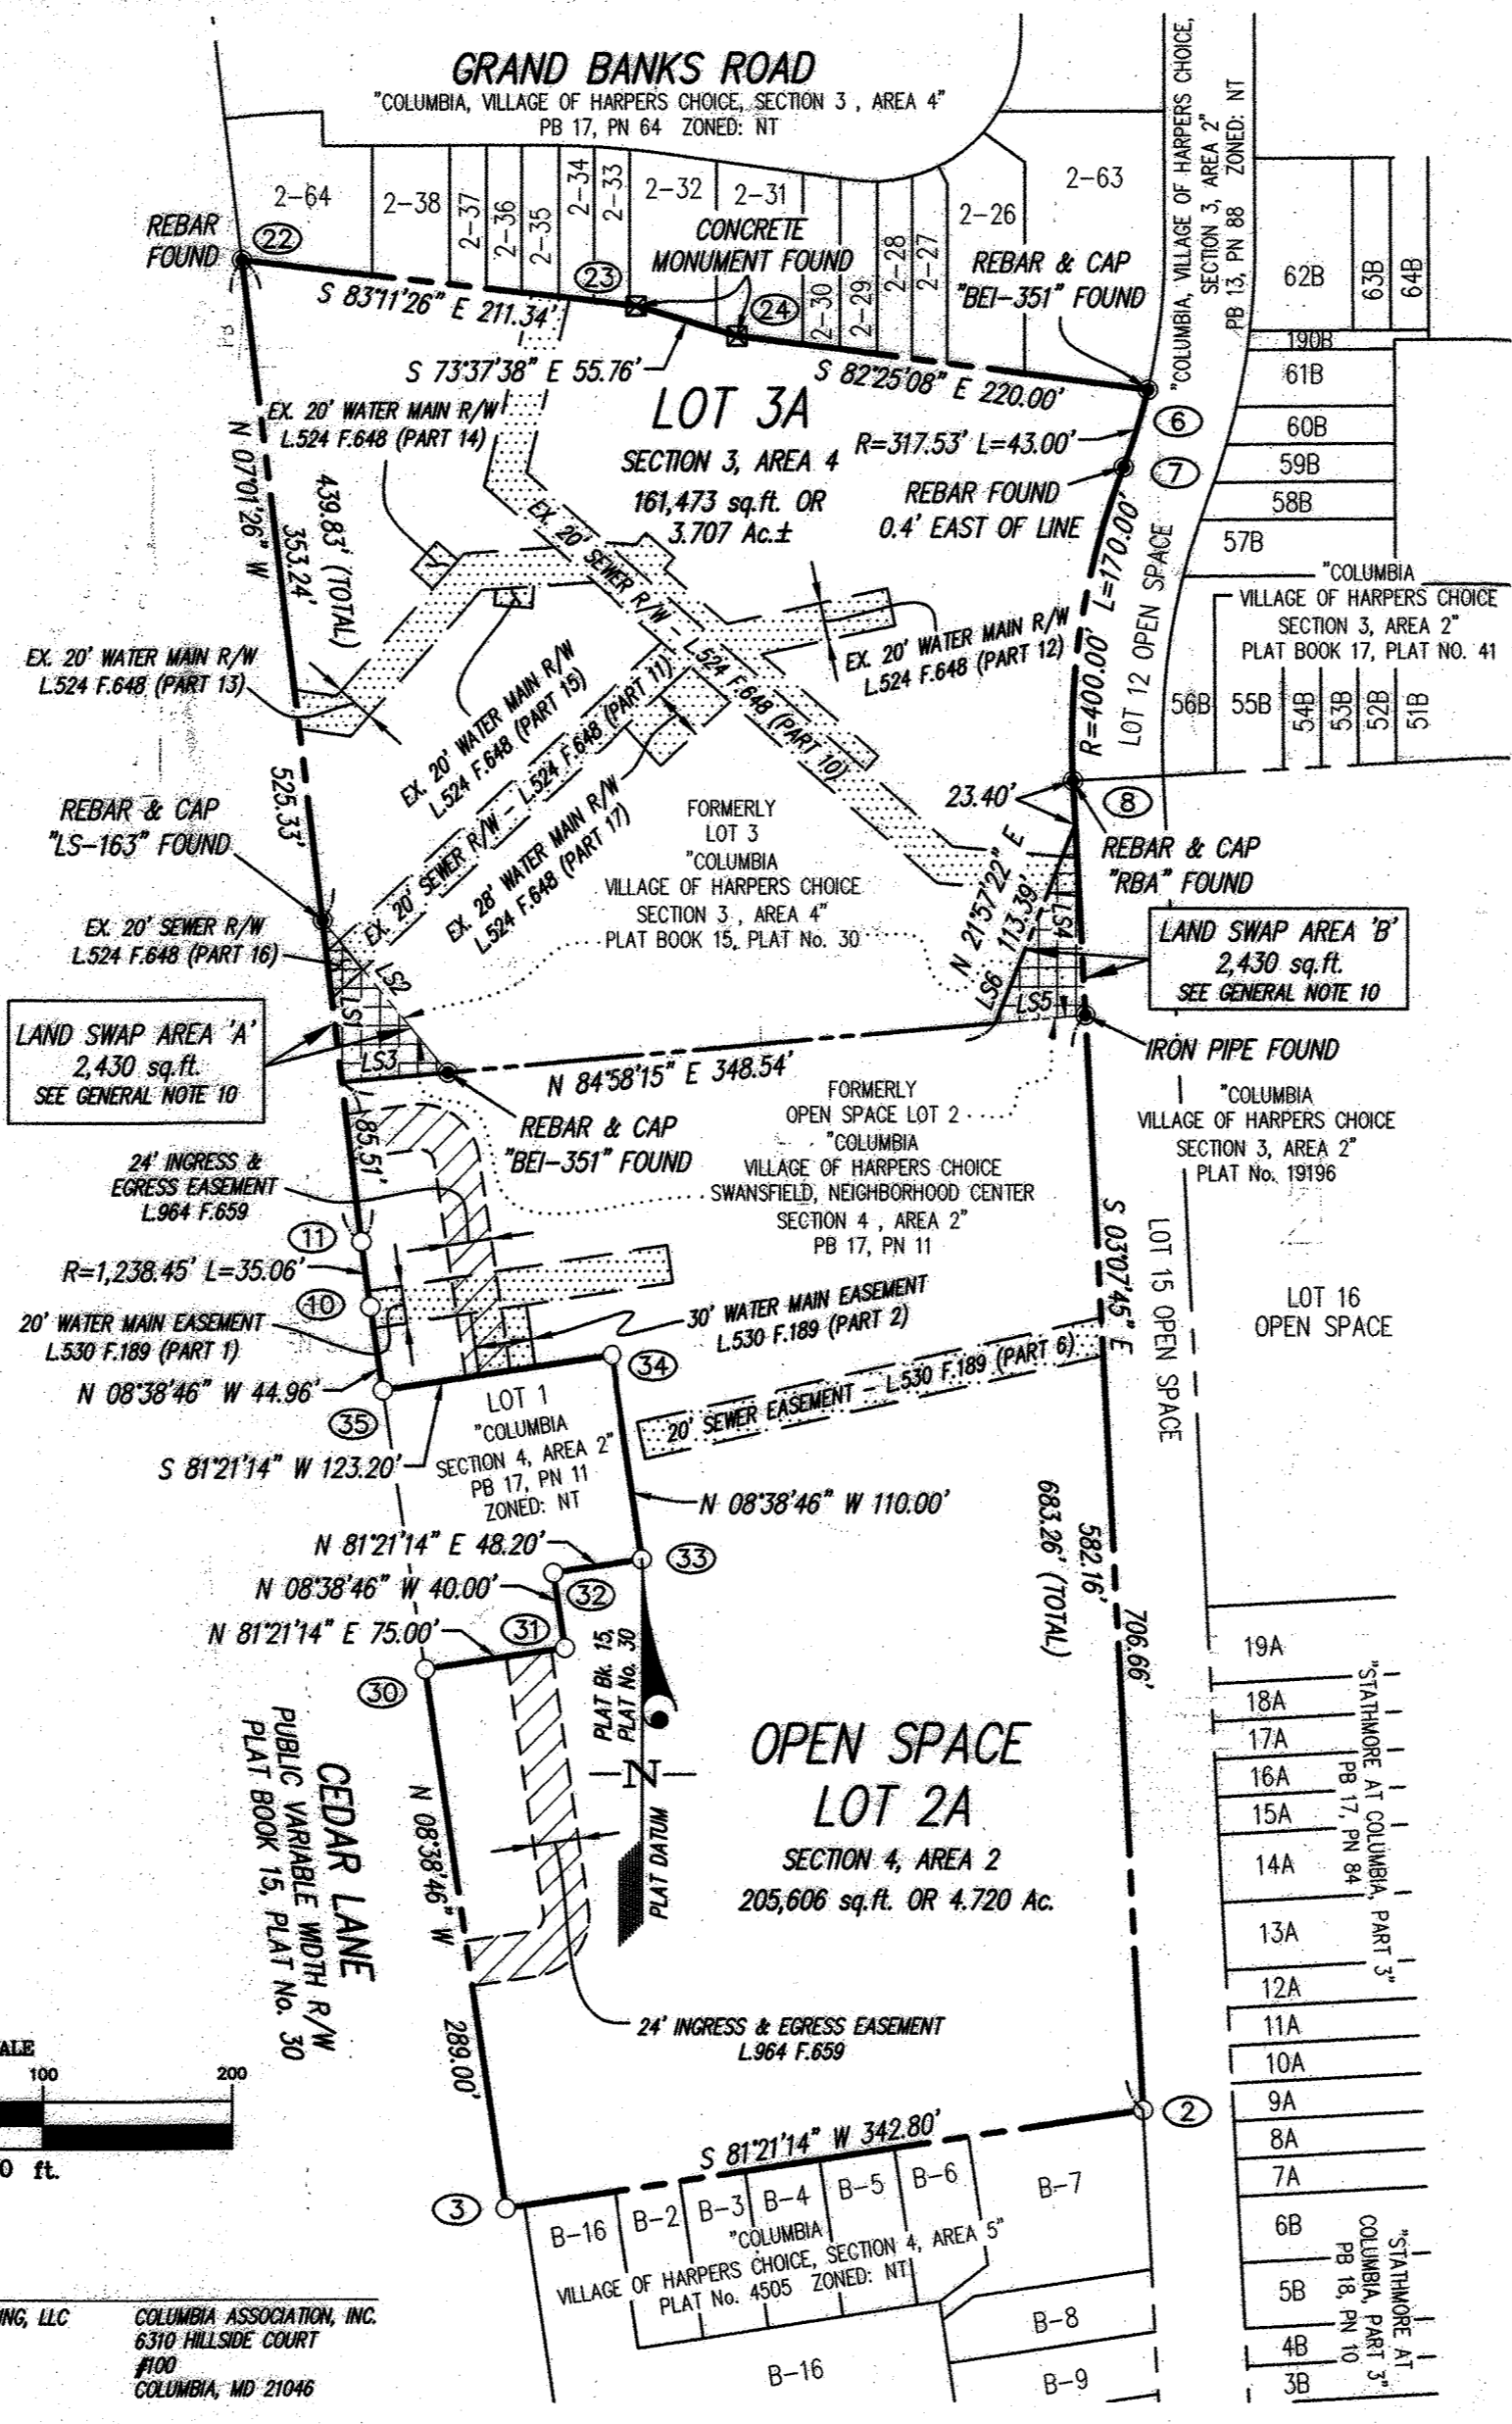 GRAND BANKS ROAD
"COLUMBIA, VILLAGE OF HARPERS CHOICE, SECTION 3 , AREA 4"
PB 17, PN 64 ZONED: NT
"COLUMBIA, VILLAGE OF HARPERS CHOICE,
SECTION 3, AREA 2"
PB 13, PN 88 ZONED: NT
2-64
2-38
2-37
2-36
2-35
2-34
2-33
2-32
2-31
2-30
2-29
2-28
2-27
2-26
2-63
REBAR
FOUND
22
23
24
CONCRETE
MONUMENT FOUND
REBAR & CAP
"BEI-351" FOUND
62B
63B
64B
190B
61B
60B
59B
58B
57B
S 83°11'26" E 211.34'
S 73°37'38" E 55.76'
S 82°25'08" E 220.00'
6
7
LOT 3A
SECTION 3, AREA 4
161,473 sq.ft. OR
3.707 Ac.±
R=317.53' L=43.00'
REBAR FOUND
0.4' EAST OF LINE
R=400.00' L=170.00'
LOT 12 OPEN SPACE
EX. 20' WATER MAIN R/W
L.524 F.648 (PART 14)
N 07°01'26" W
439.83' (TOTAL)
353.24'
525.33'
EX. 20' SEWER R/W - L.524 F.648 (PART 10)
EX. 20' WATER MAIN R/W
L.524 F.648 (PART 12)
EX. 20' WATER MAIN R/W
L.524 F.648 (PART 13)
EX. 20' WATER MAIN R/W
L.524 F.648 (PART 15)
EX. 20' SEWER R/W - L.524 F.648 (PART 11)
EX. 28' WATER MAIN R/W
L.524 F.648 (PART 17)
"COLUMBIA
VILLAGE OF HARPERS CHOICE
SECTION 3, AREA 2"
PLAT BOOK 17, PLAT NO. 41
56B
55B
54B
53B
52B
51B
REBAR & CAP
"LS-163" FOUND
EX. 20' SEWER R/W
L.524 F.648 (PART 16)
FORMERLY
LOT 3
"COLUMBIA
VILLAGE OF HARPERS CHOICE
SECTION 3 , AREA 4"
PLAT BOOK 15, PLAT No. 30
23.40'
8
REBAR & CAP
"RBA" FOUND
N 21°57'22" E
113.39'
LS4
LS5
LS6
LAND SWAP AREA 'B'
2,430 sq.ft.
SEE GENERAL NOTE 10
LAND SWAP AREA 'A'
2,430 sq.ft.
SEE GENERAL NOTE 10
LS1
LS2
LS3
N 84°58'15" E 348.54'
IRON PIPE FOUND
REBAR & CAP
"BEI-351" FOUND
FORMERLY
OPEN SPACE LOT 2
"COLUMBIA
VILLAGE OF HARPERS CHOICE
SWANSFIELD, NEIGHBORHOOD CENTER
SECTION 4 , AREA 2"
PB 17, PN 11
"COLUMBIA
VILLAGE OF HARPERS CHOICE
SECTION 3, AREA 2"
PLAT No. 19196
85.51'
24' INGRESS &
EGRESS EASEMENT
L.964 F.659
11
R=1,238.45' L=35.06'
10
20' WATER MAIN EASEMENT
L.530 F.189 (PART 1)
N 08°38'46" W 44.96'
35
S 81°21'14" W 123.20'
30' WATER MAIN EASEMENT
L.530 F.189 (PART 2)
34
20' SEWER EASEMENT - L.530 F.189 (PART 6)
S 03°07'45" E
LOT 15 OPEN SPACE
LOT 16
OPEN SPACE
LOT 1
"COLUMBIA
SECTION 4, AREA 2"
PB 17, PN 11
ZONED: NT
N 08°38'46" W 110.00'
683.26' (TOTAL)
582.16'
706.66'
N 81°21'14" E 48.20'
33
N 08°38'46" W 40.00'
32
N 81°21'14" E 75.00'
31
30
PLAT Bk. 15,
PLAT No. 30
N
PLAT DATUM
CEDAR LANE
PUBLIC VARIABLE WIDTH R/W
PLAT BOOK 15, PLAT No. 30
N 08°38'46" W
289.00'
OPEN SPACE
LOT 2A
SECTION 4, AREA 2
205,606 sq.ft. OR 4.720 Ac.
24' INGRESS & EGRESS EASEMENT
L.964 F.659
19A
18A
17A
16A
15A
14A
13A
12A
11A
10A
9A
8A
7A
6B
5B
4B
3B
"STATHMORE AT COLUMBIA, PART 3"
PB 17, PN 84
"STATHMORE AT
COLUMBIA, PART 3"
PB 18, PN 10
ALE
100
200
0 ft.
S 81°21'14" W 342.80'
2
3
B-16
B-2
B-3
B-4
B-5
B-6
B-7
"COLUMBIA
VILLAGE OF HARPERS CHOICE, SECTION 4, AREA 5"
PLAT No. 4505 ZONED: NT
B-8
B-16
B-9
ING, LLC
COLUMBIA ASSOCIATION, INC.
6310 HILLSIDE COURT
#100
COLUMBIA, MD 21046